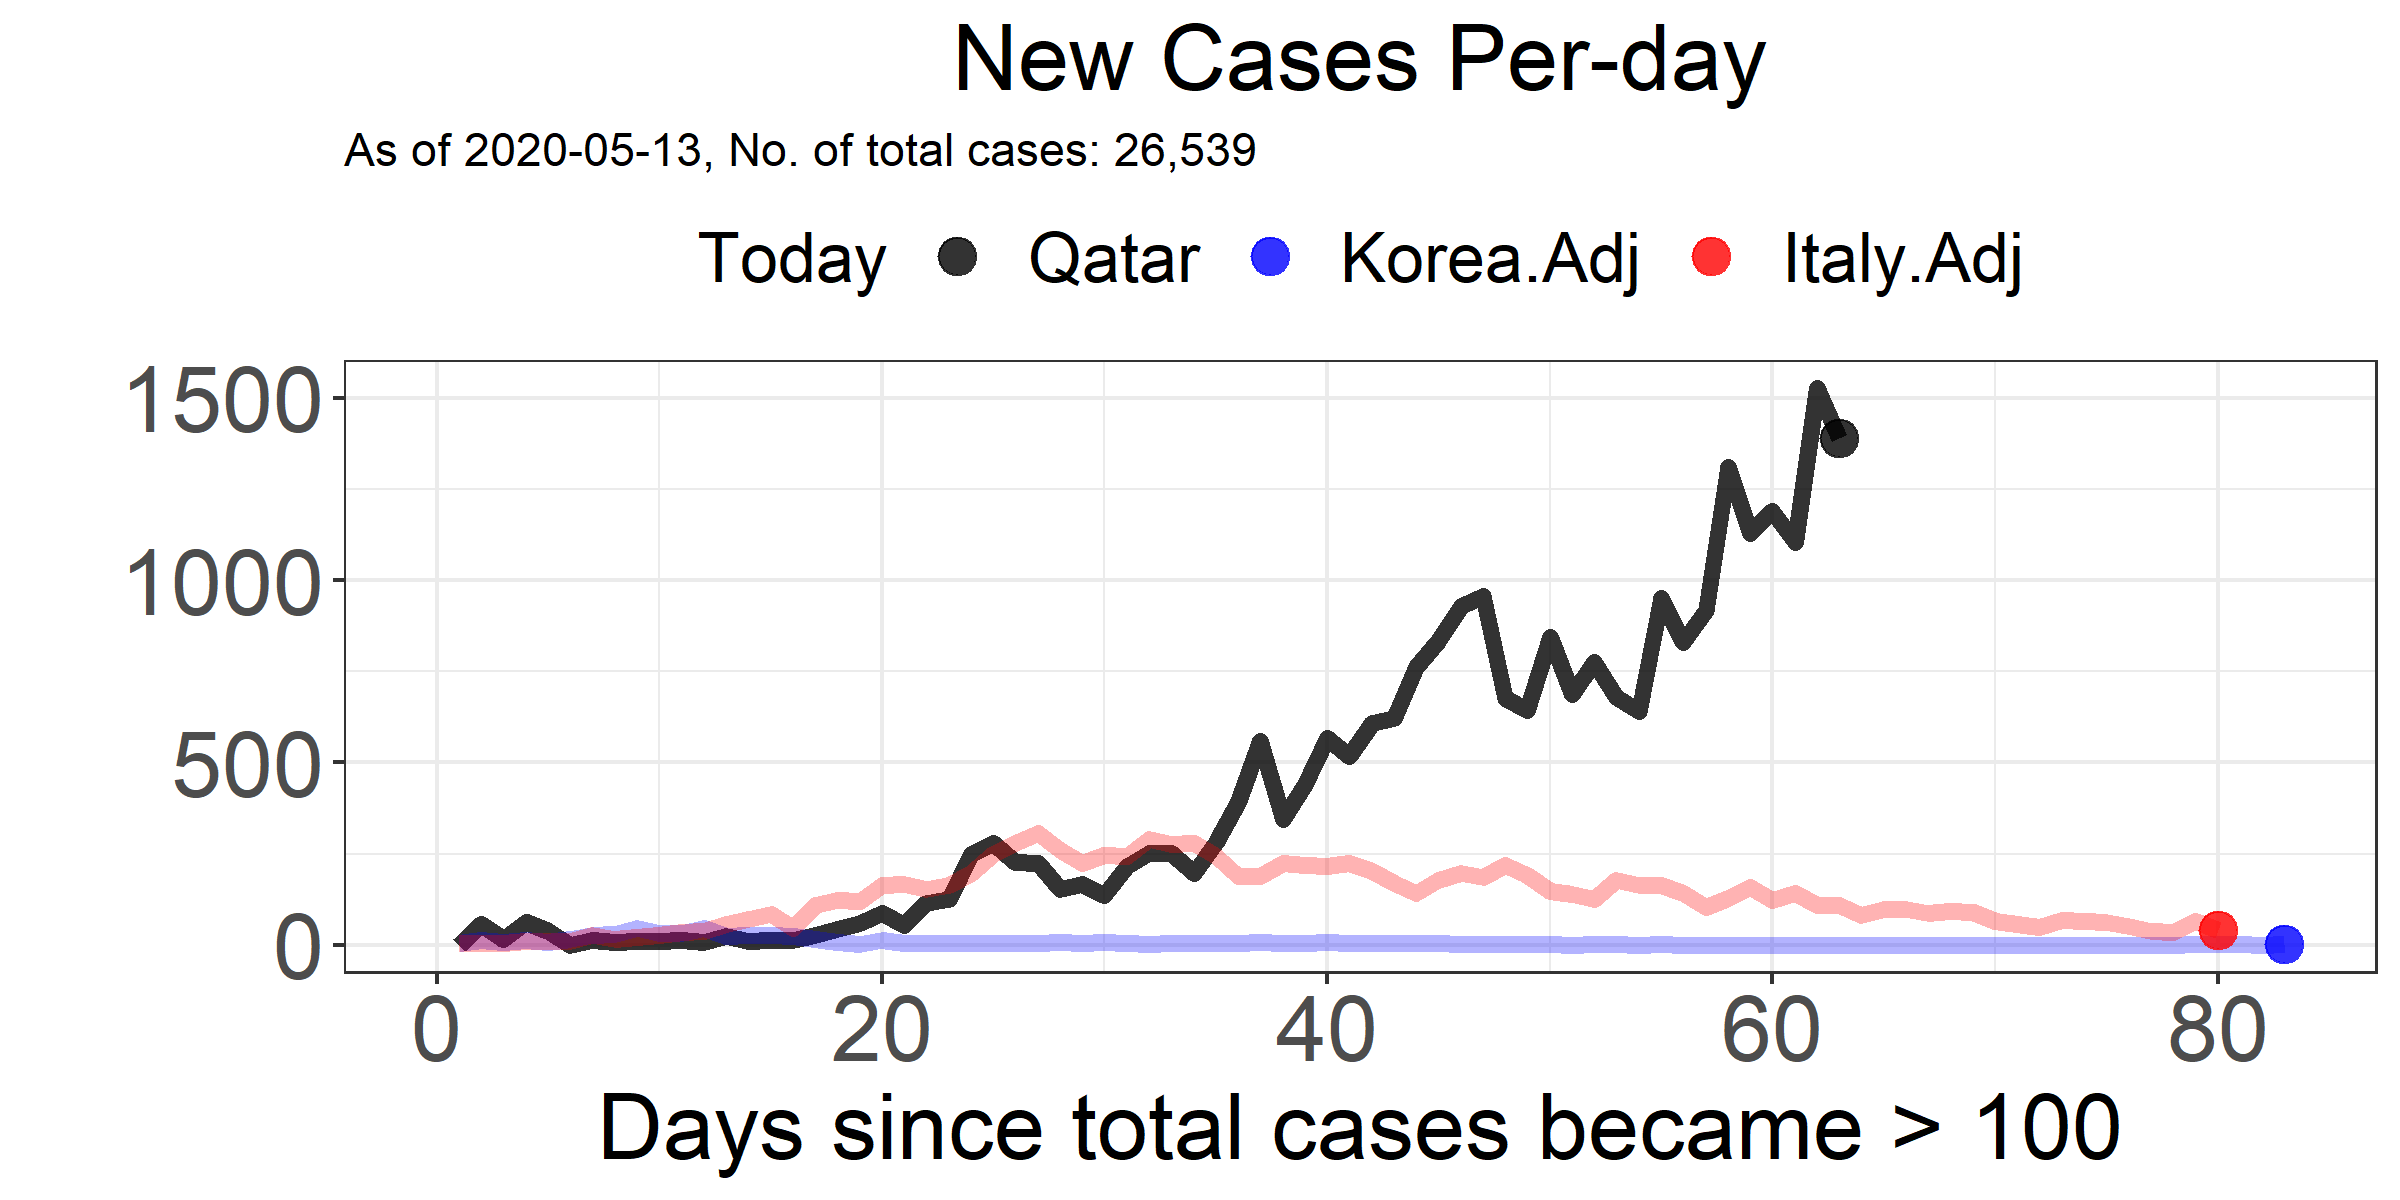 New Cases Per-day
As of 2020-05-13, No. of total cases: 26,539
Today Qatar Korea.Adj Italy.Adj
1500
1000
500
0
0 20 40 60 80
Days since total cases became > 100